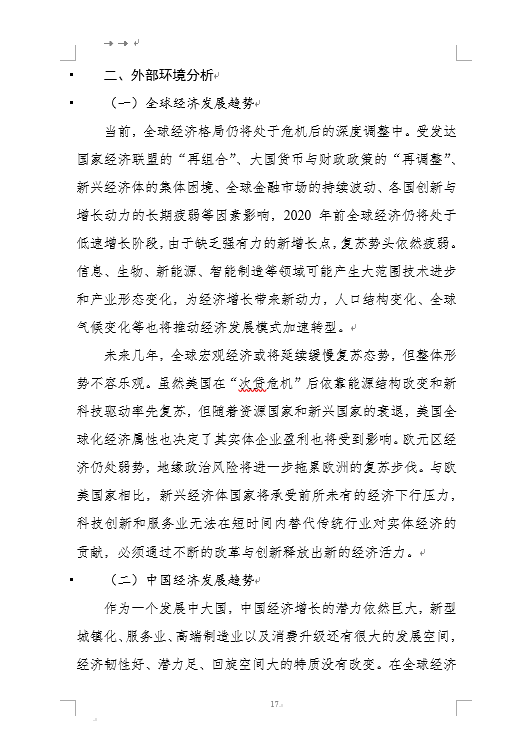 二、外部环境分析
（一）全球经济发展趋势
当前，全球经济格局仍将处于危机后的深度调整中。受发达
国家经济联盟的“再组合”、大国货币与财政政策的“再调整”、
新兴经济体的集体困境、全球金融市场的持续波动、各国创新与
增长动力的长期疲弱等因素影响，2020 年前全球经济仍将处于
低速增长阶段，由于缺乏强有力的新增长点，复苏势头依然疲弱。
信息、生物、新能源、智能制造等领域可能产生大范围技术进步
和产业形态变化，为经济增长带来新动力，人口结构变化、全球
气候变化等也将推动经济发展模式加速转型。
未来几年，全球宏观经济或将延续缓慢复苏态势，但整体形
势不容乐观。虽然美国在“次贷危机”后依靠能源结构改变和新
科技驱动率先复苏，但随着资源国家和新兴国家的衰退，美国全
球化经济属性也决定了其实体企业盈利也将受到影响。欧元区经
济仍处弱势，地缘政治风险将进一步拖累欧洲的复苏步伐。与欧
美国家相比，新兴经济体国家将承受前所未有的经济下行压力，
科技创新和服务业无法在短时间内替代传统行业对实体经济的
贡献，必须通过不断的改革与创新释放出新的经济活力。
（二）中国经济发展趋势
作为一个发展中大国，中国经济增长的潜力依然巨大，新型
城镇化、服务业、高端制造业以及消费升级还有很大的发展空间，
经济韧性好、潜力足、回旋空间大的特质没有改变。在全球经济
17